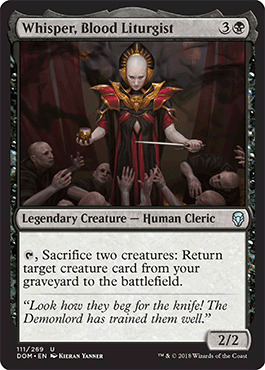 Whisper, Blood Liturgist 3
Legendary Creature — Human Cleric
, Sacrifice two creatures: Return
target creature card from your
graveyard to the battlefield.
“Look how they beg for the knife! The
Demonlord has trained them well.”
2/2
111/269 U
DOM • EN KIERAN YANNER ™ & © 2018 Wizards of the Coast